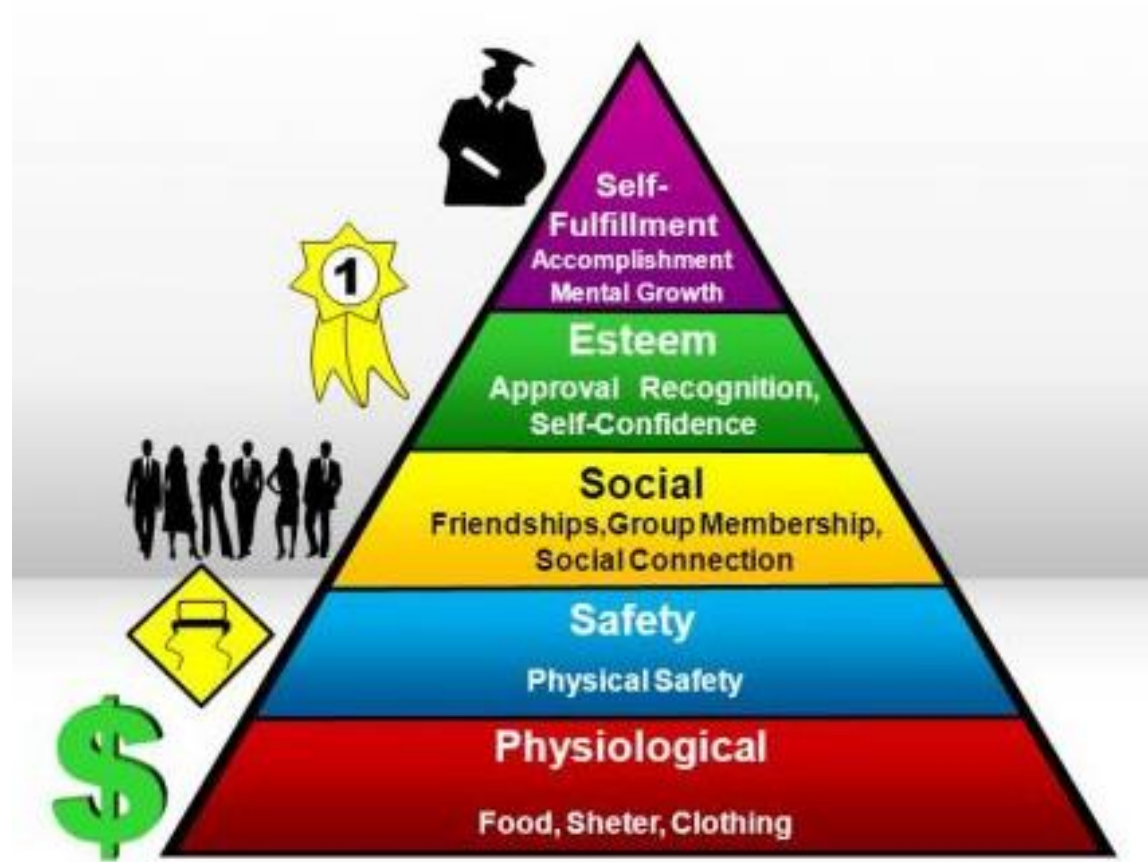 Self-
Fulfillment
Accomplishment
Mental Growth
1
Esteem
Approval Recognition,
Self-Confidence
Social
Friendships,Group Membership,
Social Connection
Safety
Physical Safety
$
Physiological
Food, Sheter, Clothing